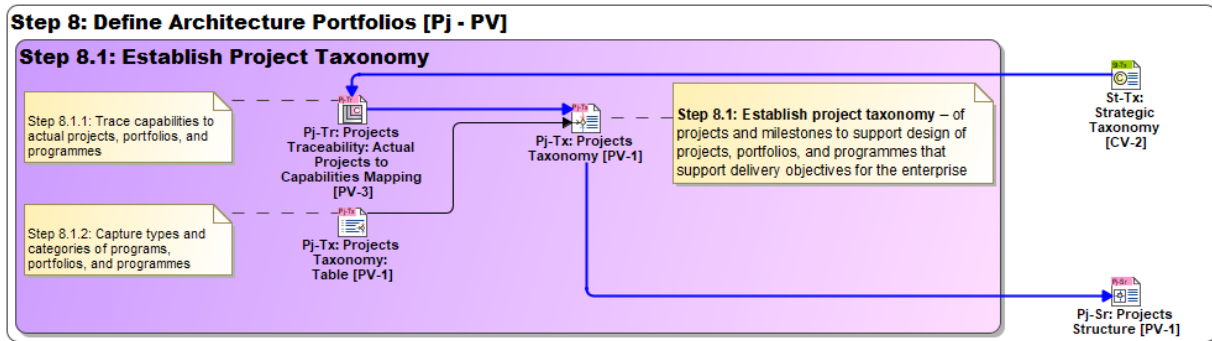 Step 8: Define Architecture Portfolios [Pj - PV]
Step 8.1: Establish Project Taxonomy
Step 8.1.1: Trace capabilities to
actual projects, portfolios, and
programmes
Pj-Tr
Pj-Tr: Projects
Traceability: Actual
Projects to
Capabilities Mapping
[PV-3]
Pj-Tx
Pj-Tx: Projects
Taxonomy [PV-1]
Step 8.1: Establish project taxonomy – of
projects and milestones to support design of
projects, portfolios, and programmes that
support delivery objectives for the enterprise
St-Tx
St-Tx:
Strategic
Taxonomy
[CV-2]
Step 8.1.2: Capture types and
categories of programs,
portfolios, and programmes
Pj-Tx
Pj-Tx: Projects
Taxonomy:
Table [PV-1]
Pj-Sr
Pj-Sr: Projects
Structure [PV-1]